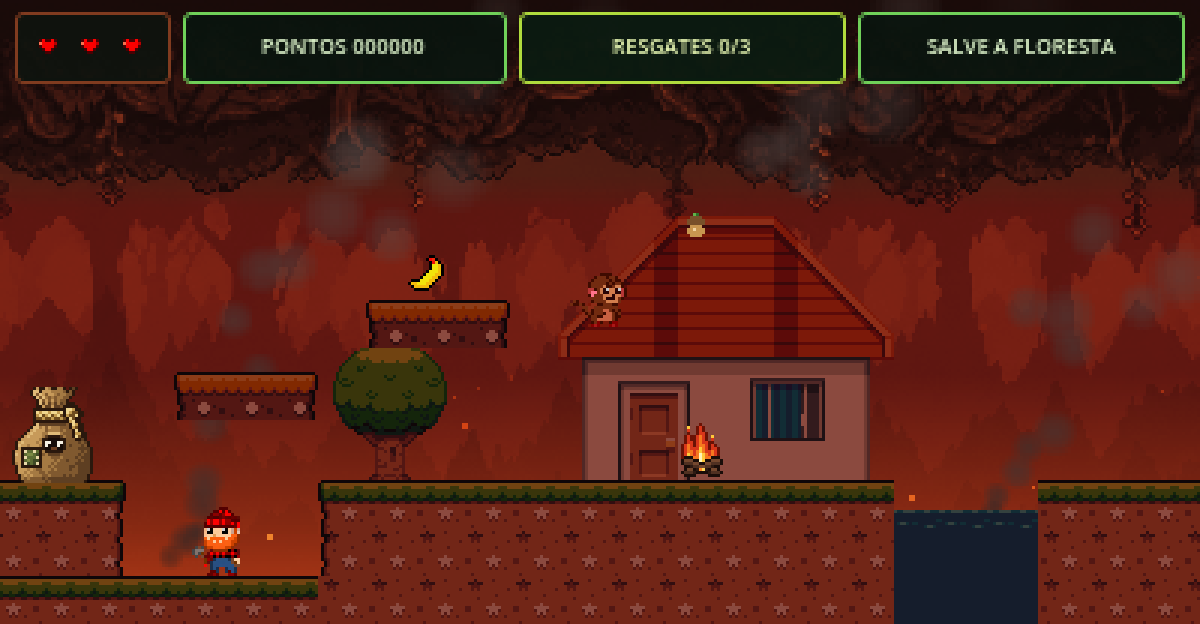 PONTOS 000000
RESGATES 0/3
SALVE A FLORESTA